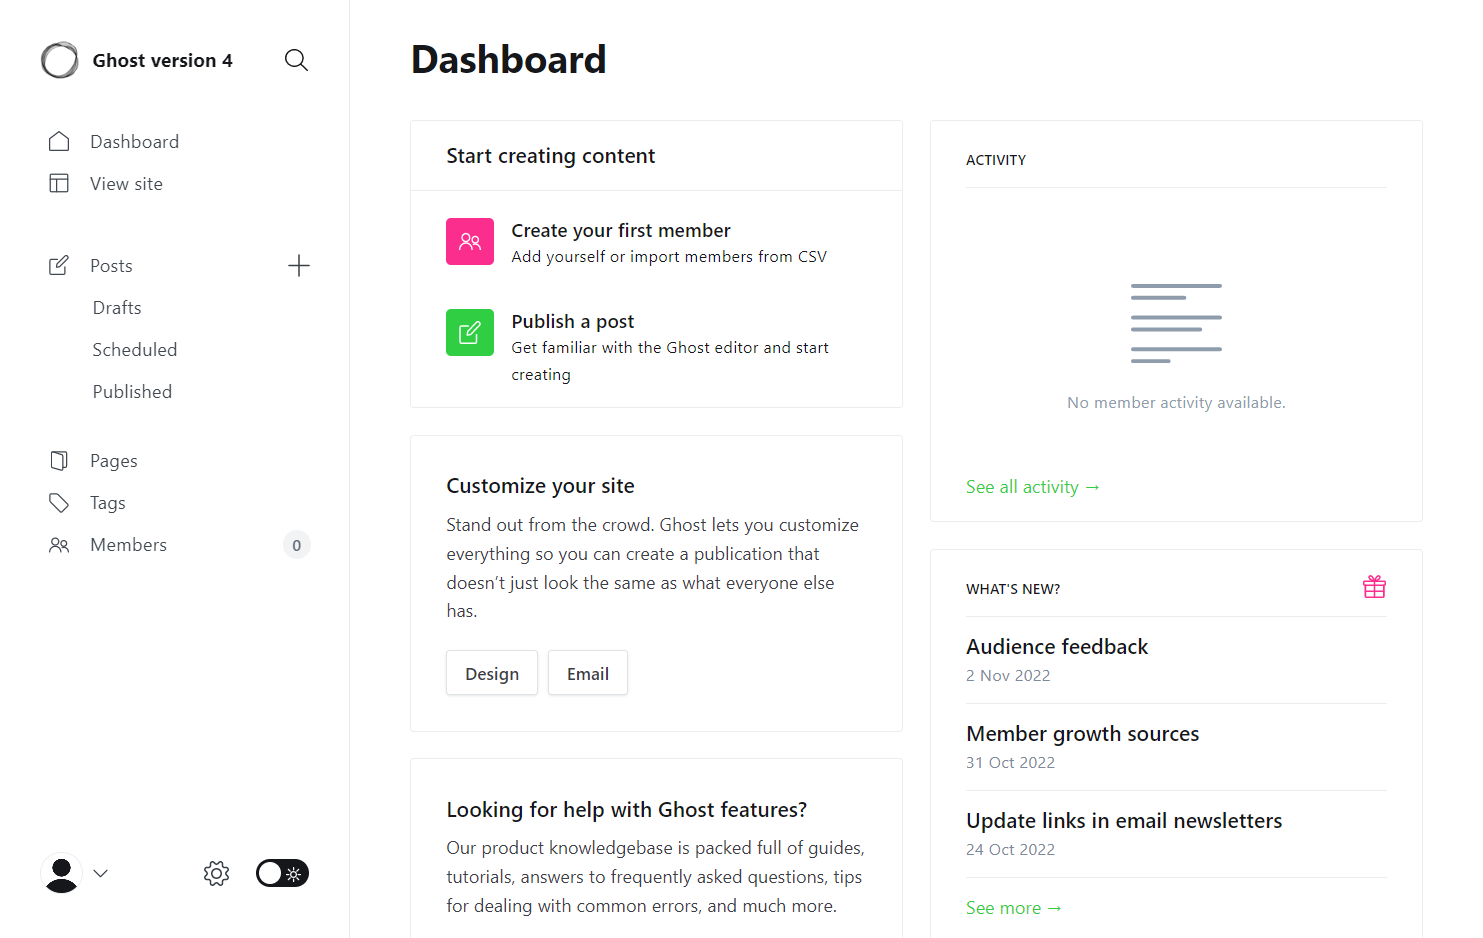 Ghost version 4
Dashboard
View site
Posts
Drafts
Scheduled
Published
Pages
Tags
Members
0
Dashboard
Start creating content
Create your first member
Add yourself or import members from CSV
Publish a post
Get familiar with the Ghost editor and start
creating
Customize your site
Stand out from the crowd. Ghost lets you customize
everything so you can create a publication that
doesn’t just look the same as what everyone else
has.
Design
Email
Looking for help with Ghost features?
Our product knowledgebase is packed full of guides,
tutorials, answers to frequently asked questions, tips
for dealing with common errors, and much more.
ACTIVITY
No member activity available.
See all activity →
WHAT'S NEW?
Audience feedback
2 Nov 2022
Member growth sources
31 Oct 2022
Update links in email newsletters
24 Oct 2022
See more →